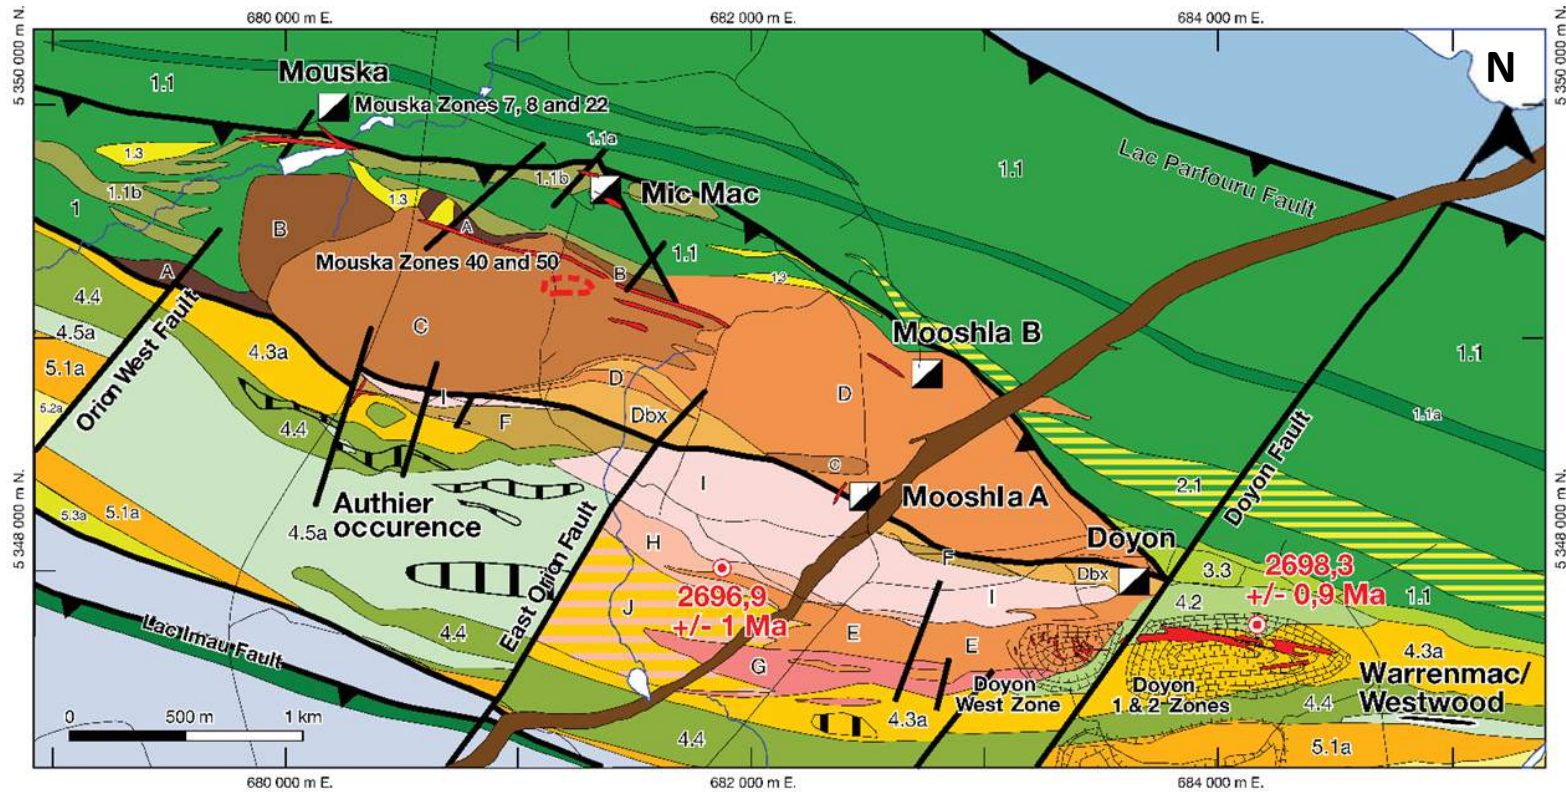 680 000 m E.
682 000 m E.
684 000 m E.
5 350 000 m N.
5 350 000 m N.
N
1.1
Mouska
Mouska Zones 7, 8 and 22
1.1a
1.1
Lac Parfouru Fault
1.3
1.1b
1.1b
Mic Mac
1.3
1
B
A
1.1
A
Mouska Zones 40 and 50
B
1.3
4.4
4.5a
Orion West Fault
C
4.3a
Mooshla B
1.1
5.1a
D
D
I
5.2a
F
Dbx
1.1a
4.4
C
Doyon Fault
I
2.1
Authier
occurence
4.5a
Mooshla A
5.3a
5.1a
5 348 000 m N.
5 348 000 m N.
East Orion Fault
H
Doyon
F
Dbx
3.3
2698,3
+/- 0,9 Ma
2696,9
+/- 1 Ma
I
4.2
1.1
J
4.4
E
E
Lac Imau Fault
G
4.3a
Warrenmac/
Westwood
Doyon
West Zone
Doyon
1 & 2 Zones
4.3a
4.4
4.4
5.1a
0
500 m
1 km
680 000 m E.
682 000 m E.
684 000 m E.